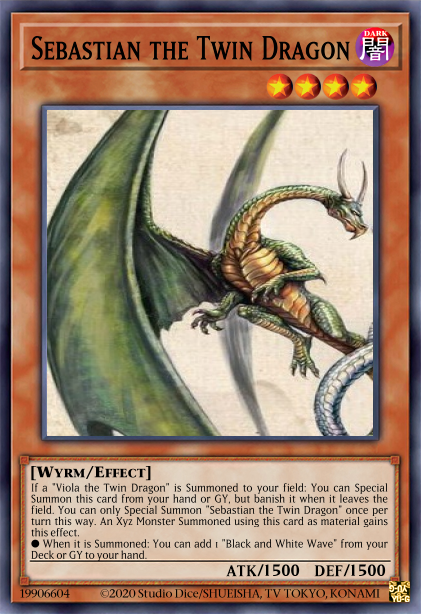 Sebastian the Twin Dragon
DARK
闇
[Wyrm/Effect]
If a "Viola the Twin Dragon" is Summoned to your field: You can Special
Summon this card from your hand or GY, but banish it when it leaves the
field. You can only Special Summon "Sebastian the Twin Dragon" once per
turn this way. An Xyz Monster Summoned using this card as material gains
this effect.
● When it is Summoned: You can add 1 "Black and White Wave" from your
Deck or GY to your hand.
ATK/1500 DEF/1500
19906604 ©2020 Studio Dice/SHUEISHA, TV TOKYO, KONAMI